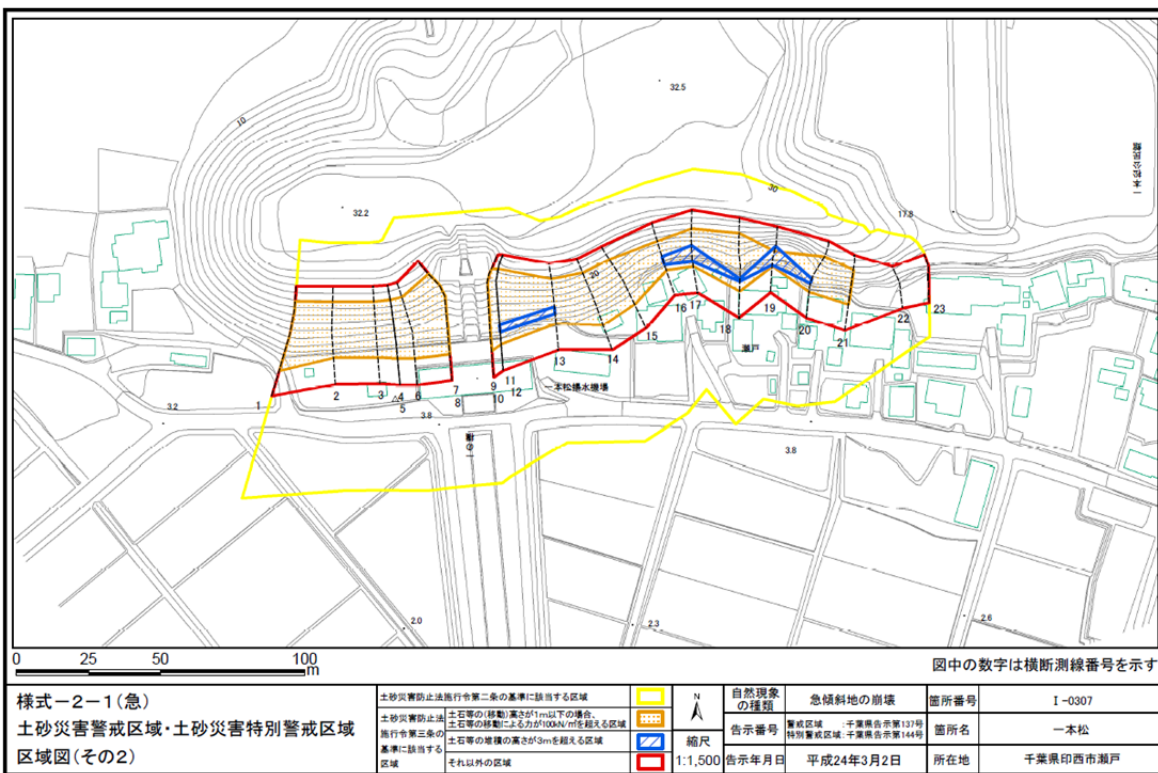 32.5
10
一本松公民館
30
32.2
17.8
20
16 17
23
22
18 19 20
21
15
瀬戸
14
13
一本松揚水機場
11
9
7
12
10
8
6
4
3
5
2
1
3.2
3.8
3.8
2.0
2.3
2.6
0 25 50 100
m
図中の数字は横断測線番号を示す
様式-2-1(急)
土砂災害警戒区域・土砂災害特別警戒区域
区域図(その2)
土砂災害防止法施行令第二条の基準に該当する区域
土砂災害防止法
施行令第三条の
基準に該当する
区域
土石等の(移動)高さが1m以下の場合、
土石等の移動による力が100kN/㎡を超える区域
土石等の堆積の高さが3mを超える区域
それ以外の区域
N
縮尺
1:1,500
自然現象
の種類
急傾斜地の崩壊
箇所番号
I-0307
告示番号
警戒区域 :千葉県告示第137号
特別警戒区域:千葉県告示第144号
箇所名
一本松
告示年月日
平成24年3月2日
所在地
千葉県印西市瀬戸